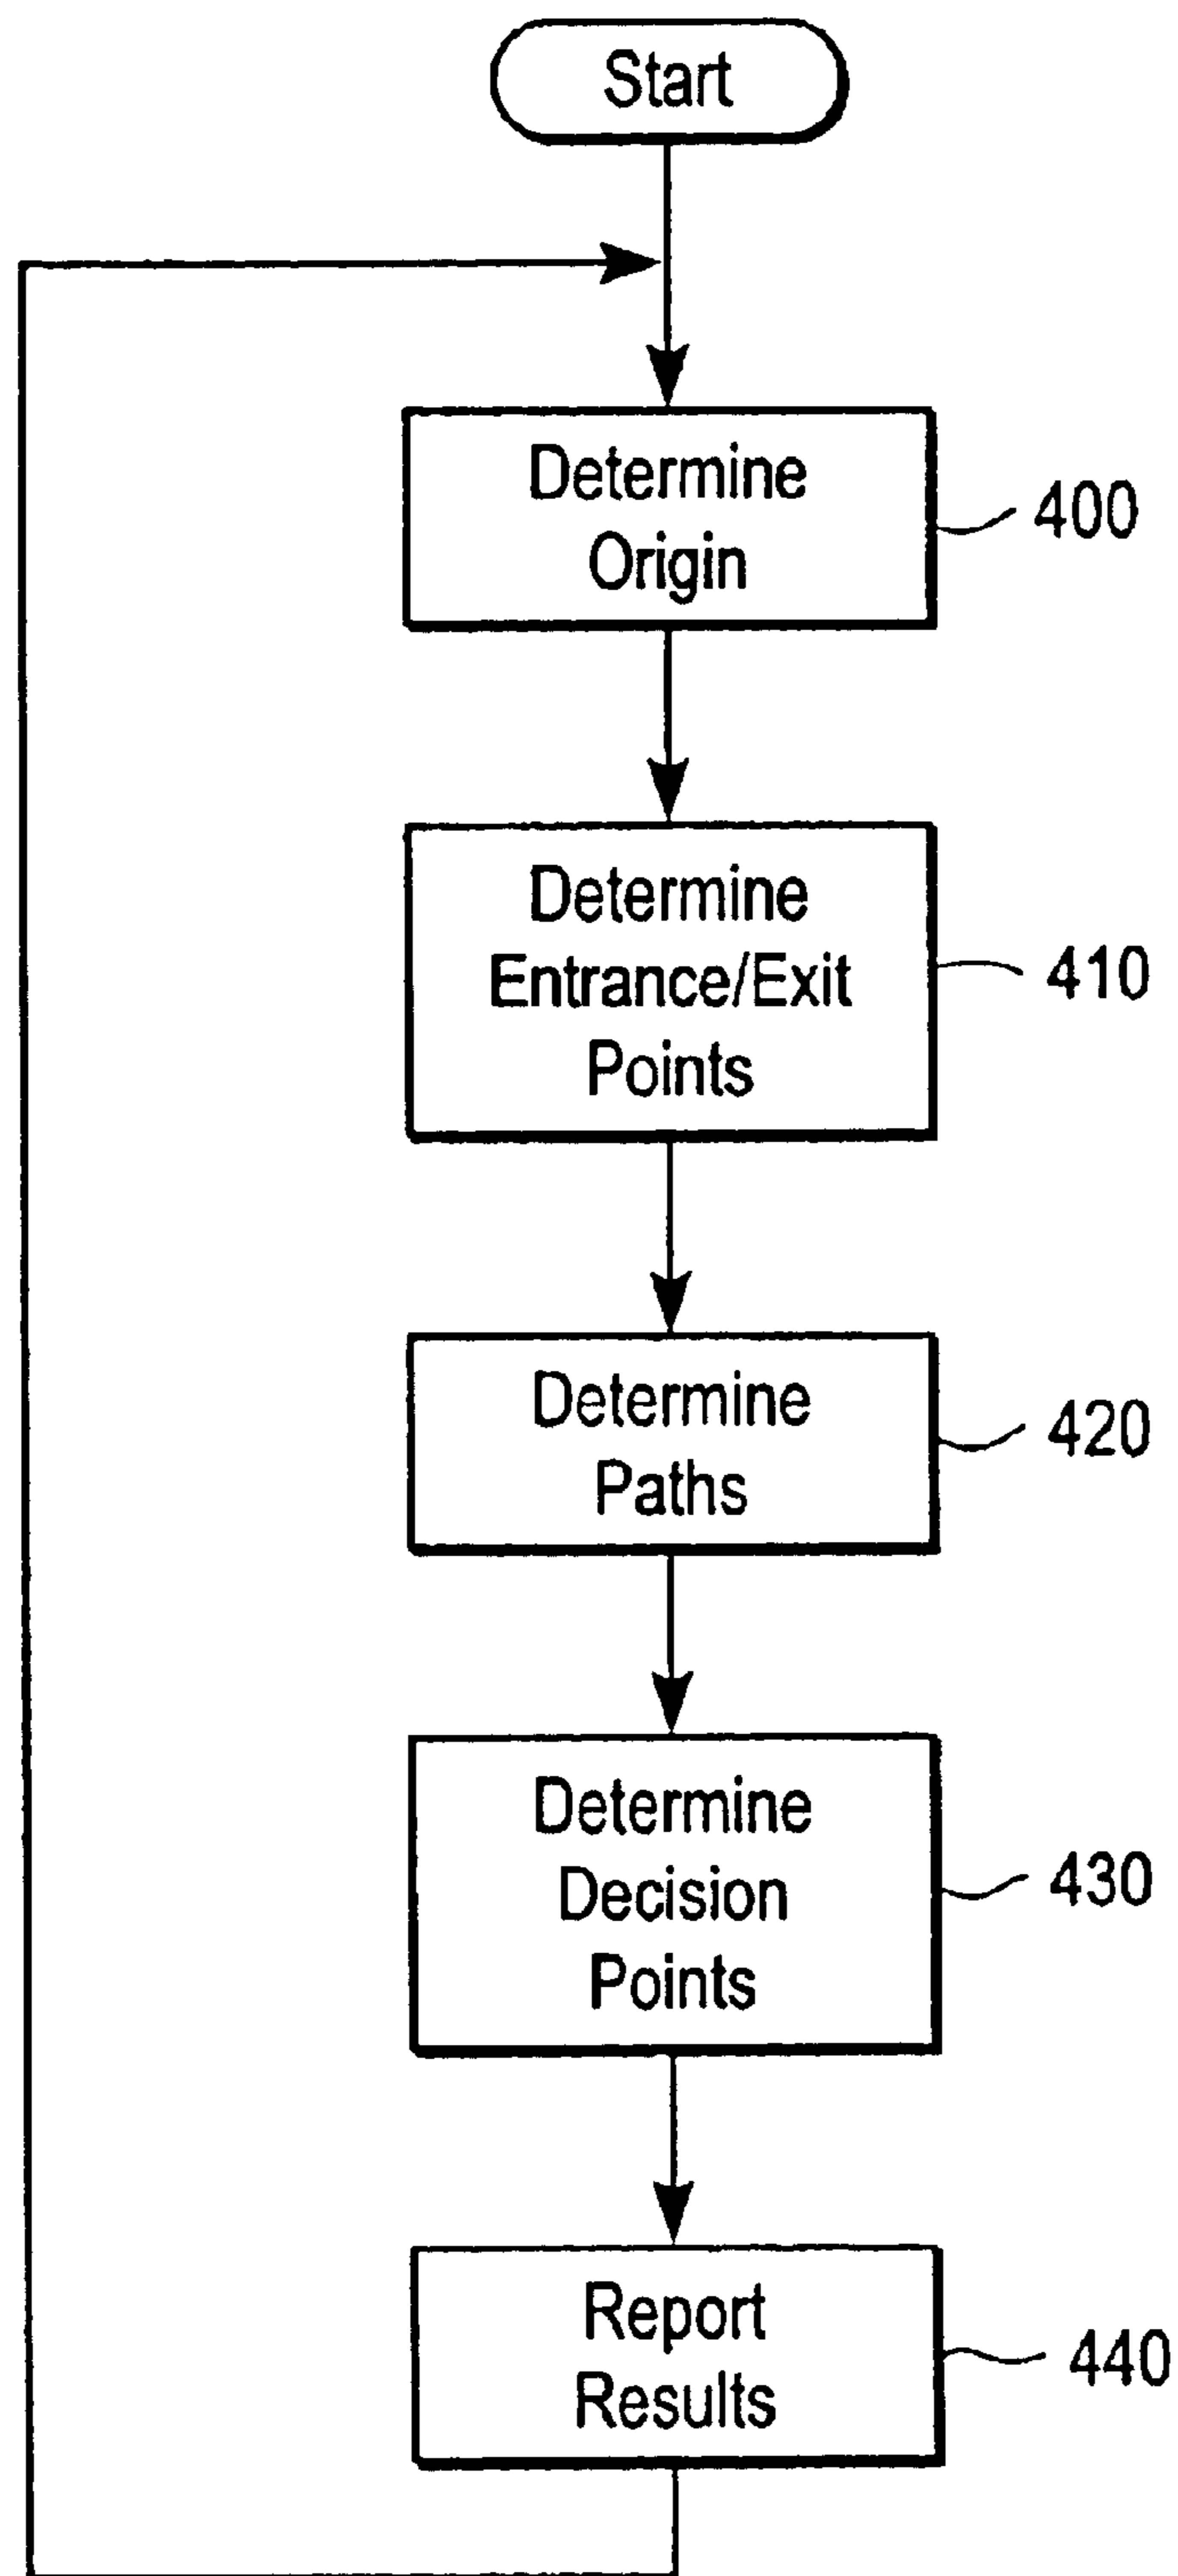 Start
Determine
Origin
400
Determine
Entrance/Exit
Points
410
Determine
Paths
420
Determine
Decision
Points
430
Report
Results
440